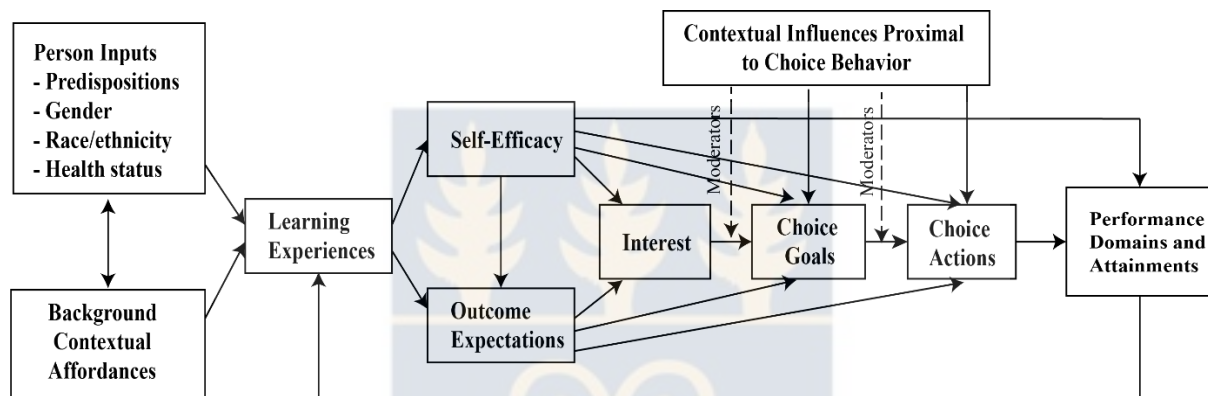 Person Inputs
- Predispositions
- Gender
- Race/ethnicity
- Health status
Background
Contextual
Affordances
Learning
Experiences
Self-Efficacy
Outcome
Expectations
Interest
Contextual Influences Proximal
to Choice Behavior
Moderators
Moderators
Choice
Goals
Choice
Actions
Performance
Domains and
Attainments